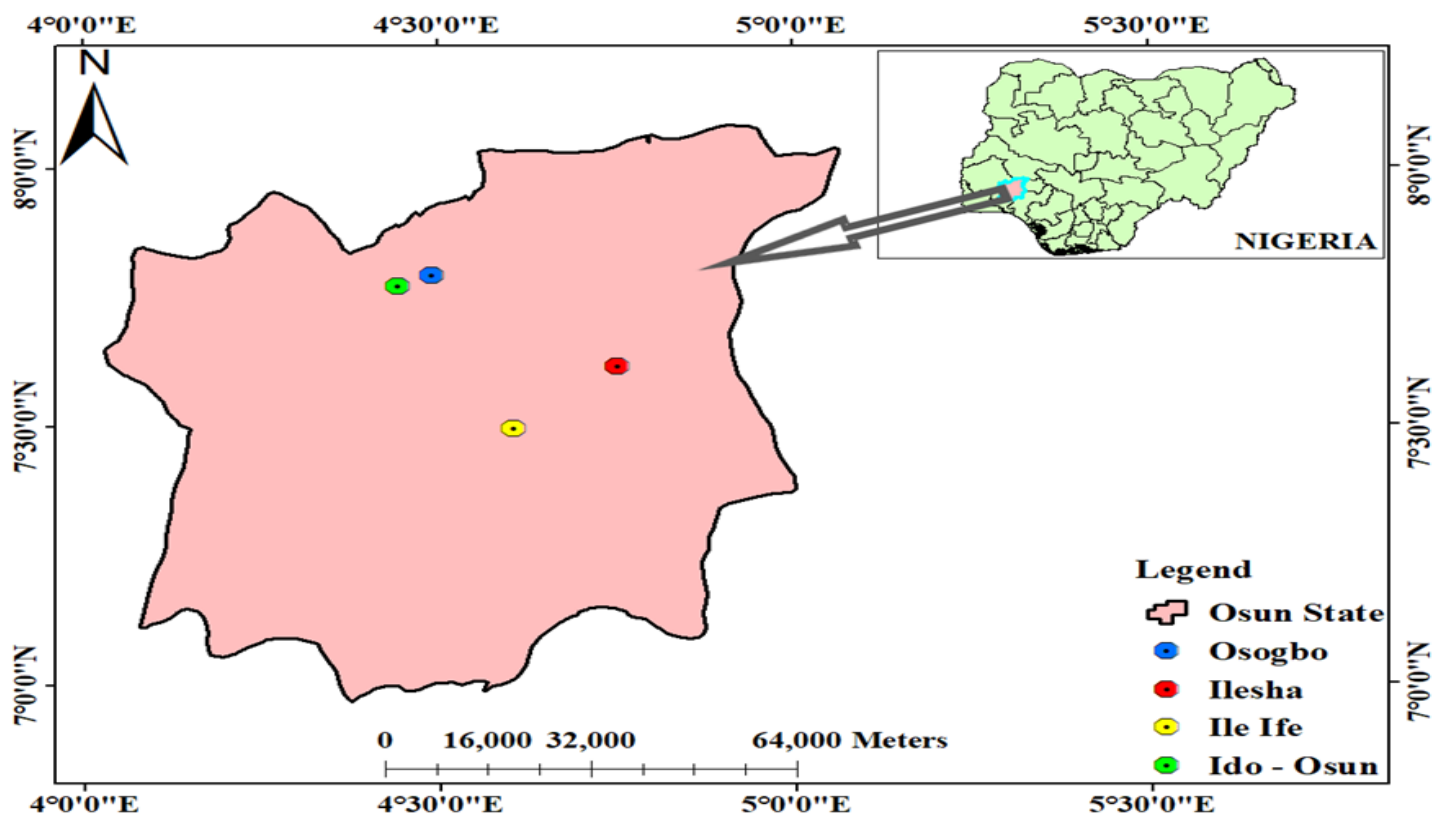 4°0'0"E 4°30'0"E 5°0'0"E 5°30'0"E
N
8°0'0"N 8°0'0"N
NIGERIA
7°30'0"N 7°30'0"N
7°0'0"N 7°0'0"N
Legend
Osun State
Osogbo
Ilesha
Ile Ife
Ido - Osun
0 16,000 32,000 64,000 Meters
4°0'0"E 4°30'0"E 5°0'0"E 5°30'0"E